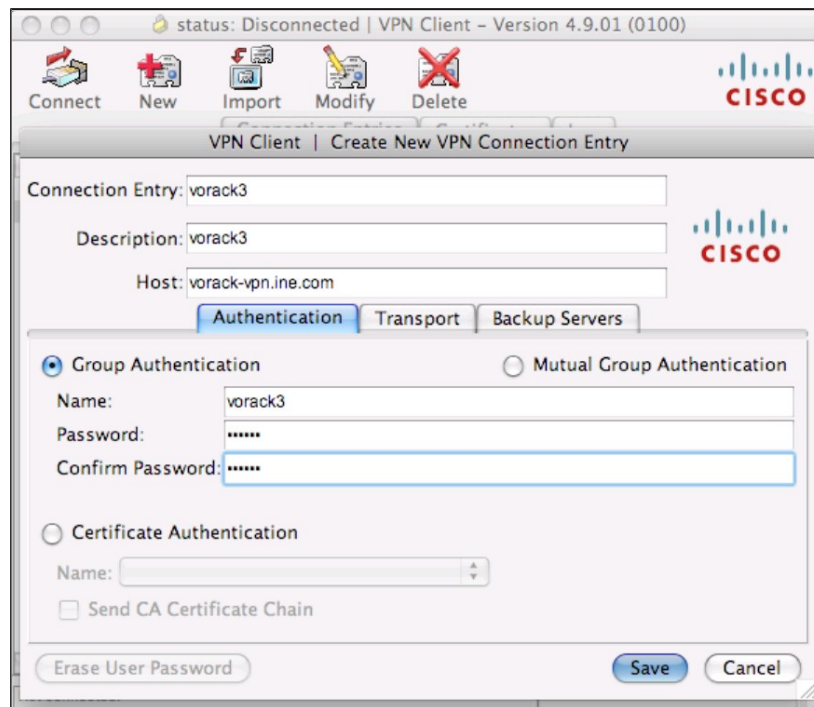 status: Disconnected | VPN Client – Version 4.9.01 (0100)
Connect New Import Modify Delete
CISCO
VPN Client | Create New VPN Connection Entry
Connection Entry: vorack3
Description: vorack3
CISCO
Host: vorack-vpn.ine.com
Authentication Transport Backup Servers
Group Authentication Mutual Group Authentication
Name: vorack3
Password: ••••••
Confirm Password: ••••••
Certificate Authentication
Name:
Send CA Certificate Chain
Erase User Password Save Cancel